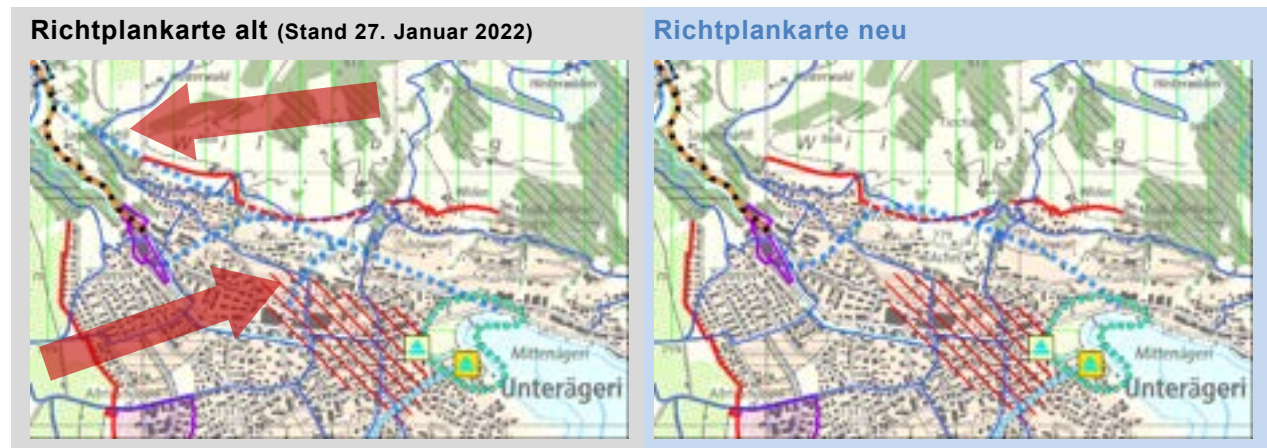 Richtplankarte alt (Stand 27. Januar 2022)
Richtplankarte neu
Mittenägeri
Unterägeri
Mittenägeri
Unterägeri